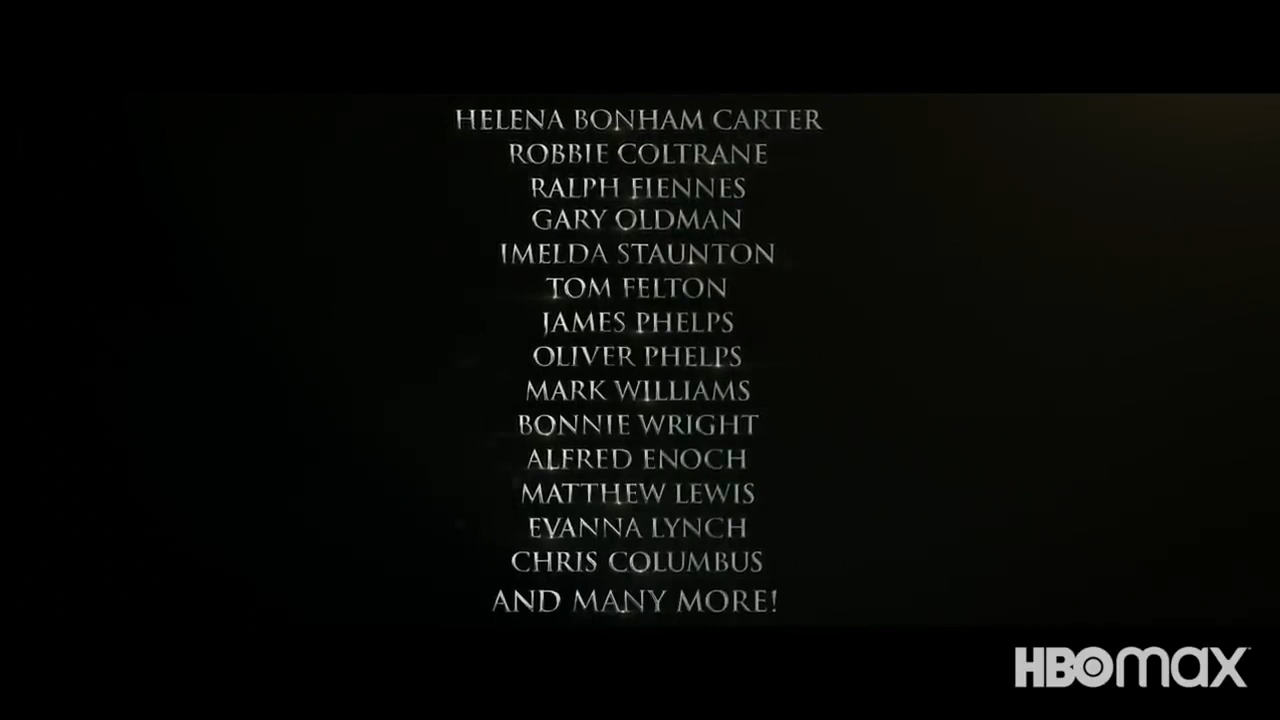 HELENA BONHAM CARTER
ROBBIE COLTRANE
RALPH FIENNES
GARY OLDMAN
IMELDA STAUNTON
TOM FELTON
JAMES PHELPS
OLIVER PHELPS
MARK WILLIAMS
BONNIE WRIGHT
ALFRED ENOCH
MATTHEW LEWIS
EVANNA LYNCH
CHRIS COLUMBUS
AND MANY MORE!
HBOmax